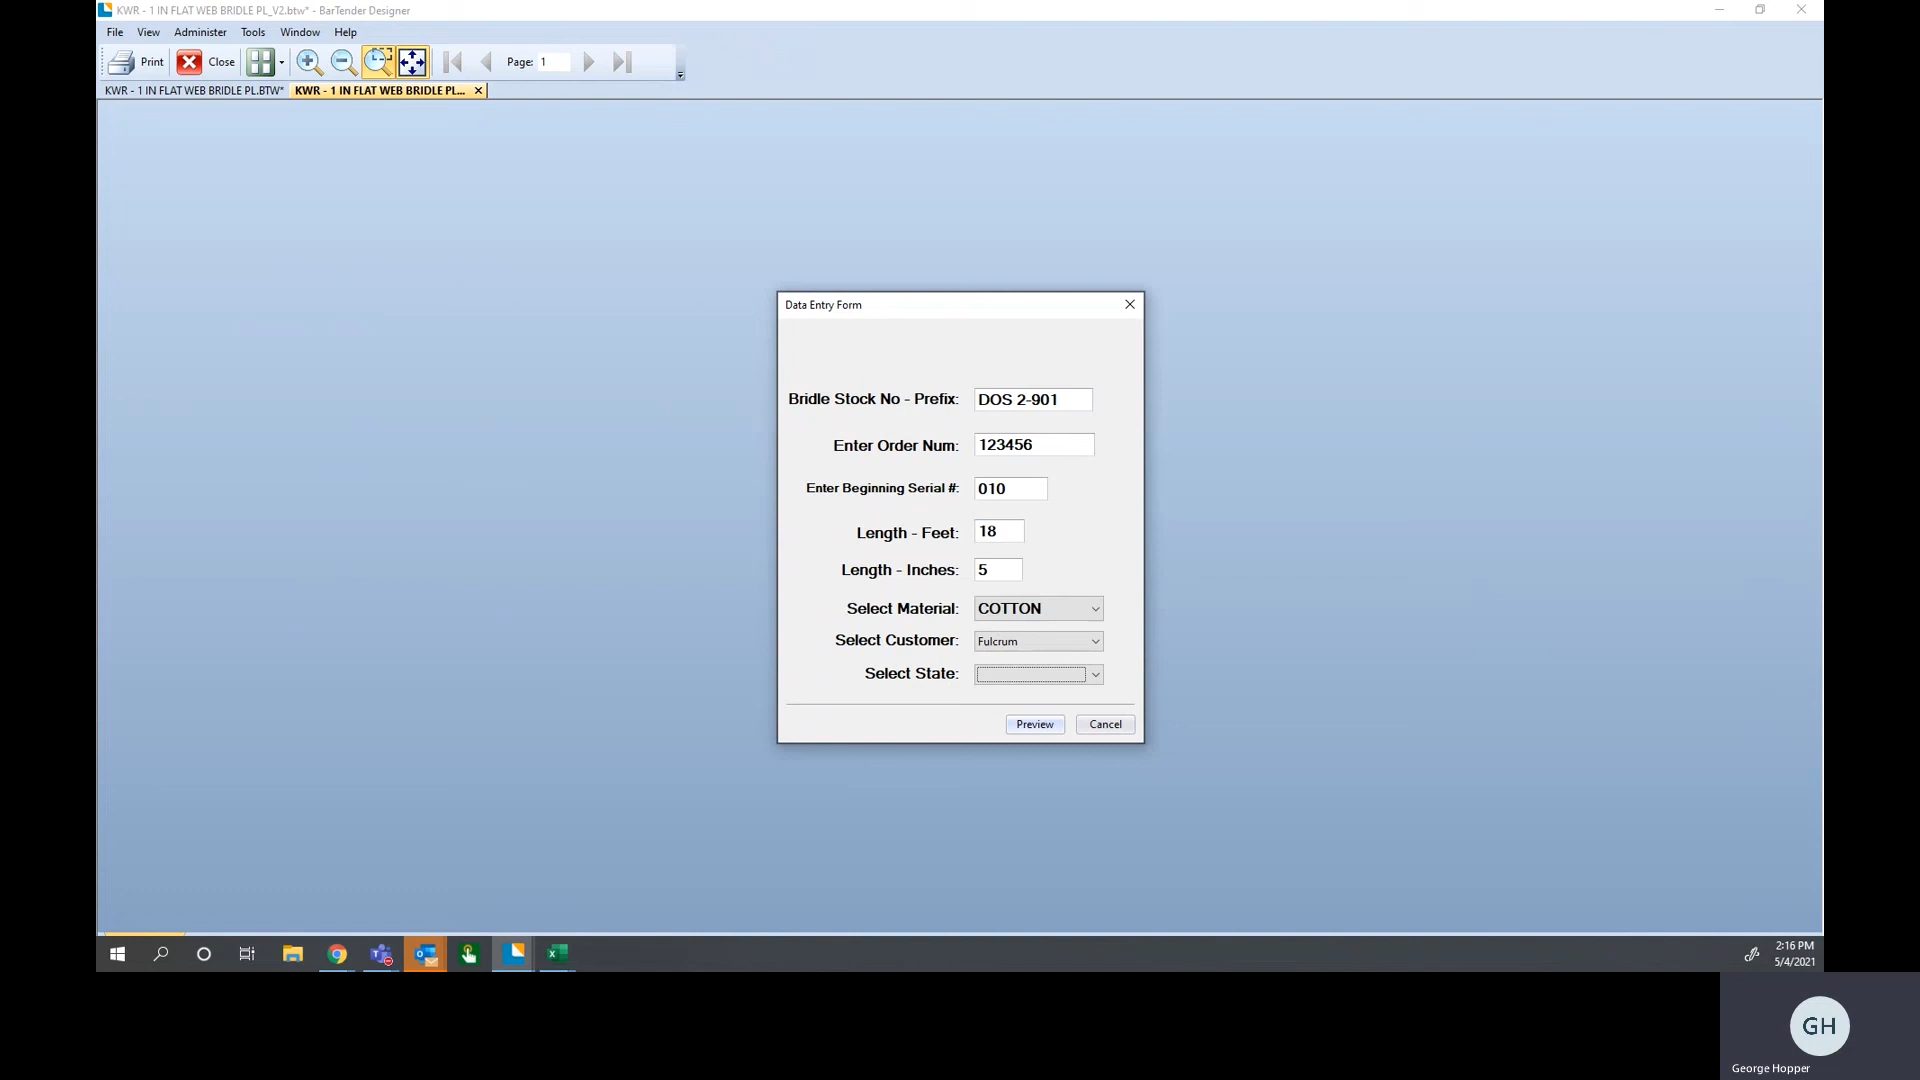 KWR - 1 IN FLAT WEB BRIDLE PL_V2.btw* - BarTender Designer
File View Administer Tools Window Help
Print Close Page: 1
KWR - 1 IN FLAT WEB BRIDLE PL.BTW* KWR - 1 IN FLAT WEB BRIDLE PL...
Data Entry Form
Bridle Stock No - Prefix: DOS 2-901
Enter Order Num: 123456
Enter Beginning Serial #: 010
Length - Feet: 18
Length - Inches: 5
Select Material: COTTON
Select Customer: Fulcrum
Select State:
Preview Cancel
2:16 PM
5/4/2021
GH
George Hopper